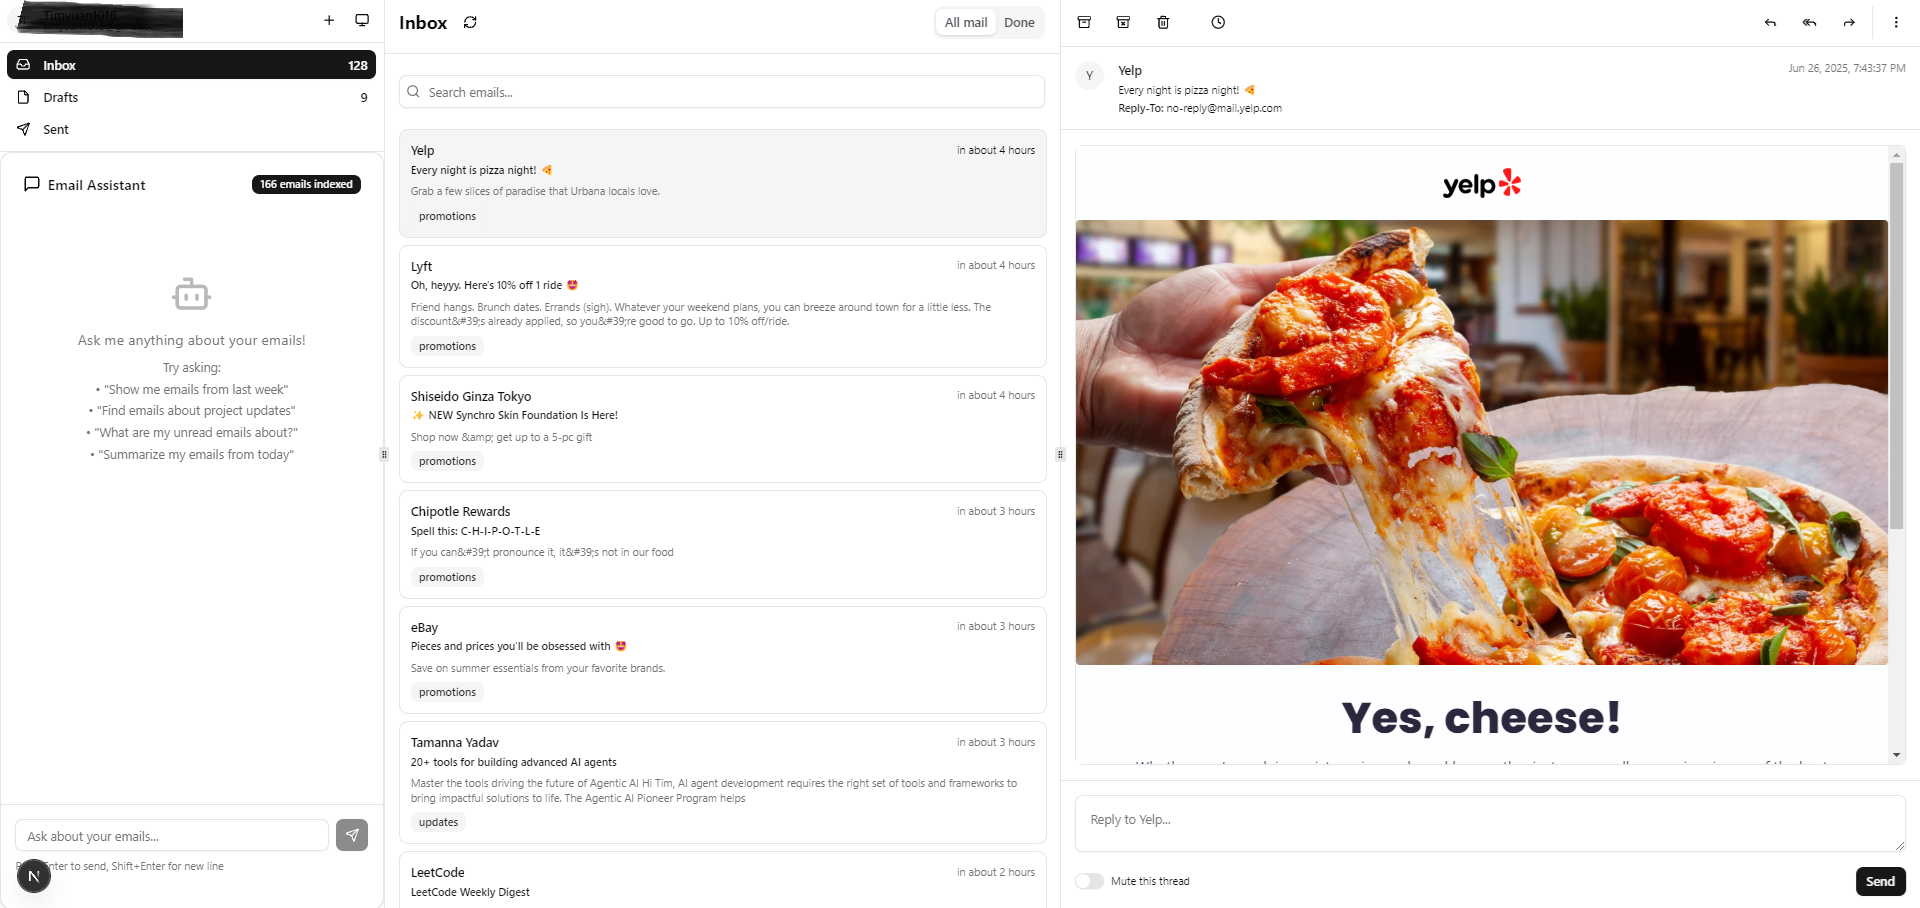 Inbox
128
Drafts
9
Sent
Email Assistant
166 emails indexed
Ask me anything about your emails!
Try asking:
• "Show me emails from last week"
• "Find emails about project updates"
• "What are my unread emails about?"
• "Summarize my emails from today"
Ask about your emails...
Enter to send, Shift+Enter for new line
N
Inbox
All mail
Done
Search emails...
Yelp
in about 4 hours
Every night is pizza night! 🍕
Grab a few slices of paradise that Urbana locals love.
promotions
Lyft
in about 4 hours
Oh, heyyy. Here's 10% off 1 ride 🤩
Friend hangs. Brunch dates. Errands (sigh). Whatever your weekend plans, you can breeze around town for a little less. The
discount&#39;s already applied, so you&#39;re good to go. Up to 10% off/ride.
promotions
Shiseido Ginza Tokyo
in about 4 hours
✨ NEW Synchro Skin Foundation Is Here!
Shop now &amp; get up to a 5-pc gift
promotions
Chipotle Rewards
in about 3 hours
Spell this: C-H-I-P-O-T-L-E
If you can&#39;t pronounce it, it&#39;s not in our food
promotions
eBay
in about 3 hours
Pieces and prices you'll be obsessed with 🤩
Save on summer essentials from your favorite brands.
promotions
Tamanna Yadav
in about 3 hours
20+ tools for building advanced AI agents
Master the tools driving the future of Agentic AI Hi Tim, AI agent development requires the right set of tools and frameworks to
bring impactful solutions to life. The Agentic AI Pioneer Program helps
updates
LeetCode
in about 2 hours
LeetCode Weekly Digest
Y
Yelp
Jun 26, 2025, 7:43:37 PM
Every night is pizza night! 🍕
Reply-To: no-reply@mail.yelp.com
yelp
Yes, cheese!
Reply to Yelp...
Mute this thread
Send